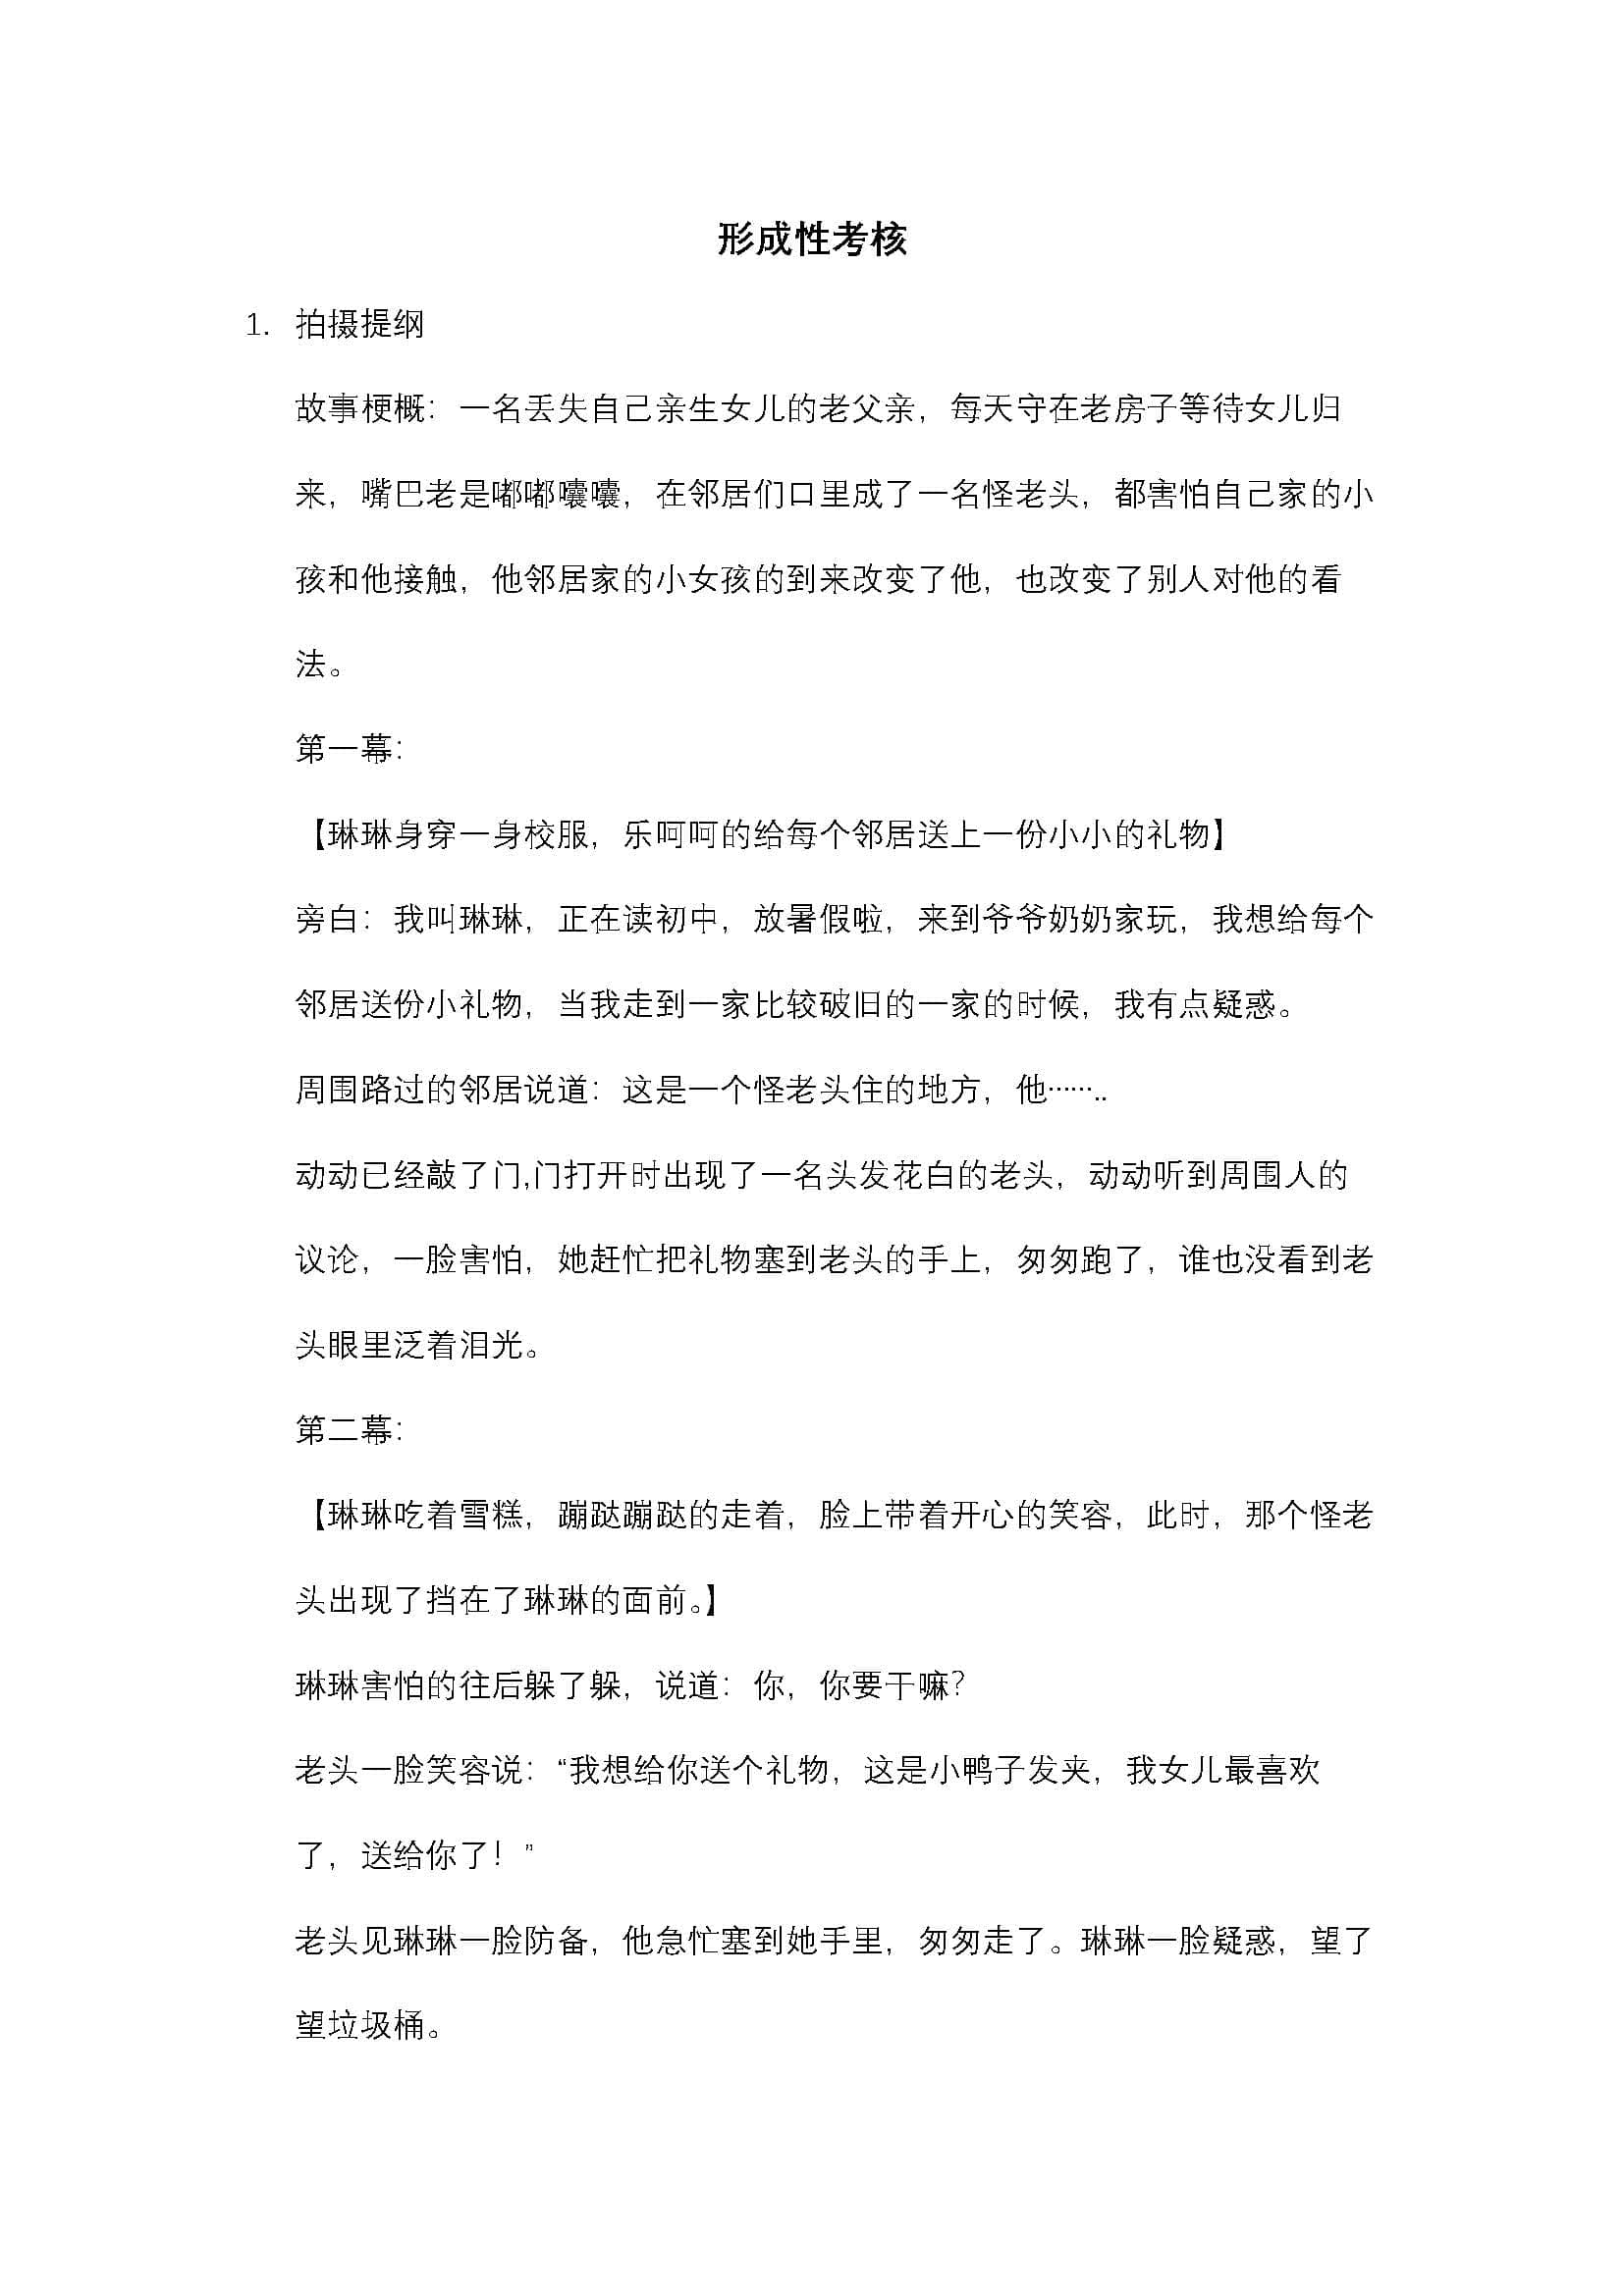 形成性考核
1. 拍摄提纲
故事梗概：一名丢失自己亲生女儿的老父亲，每天守在老房子等待女儿归
来，嘴巴老是嘟嘟囔囔，在邻居们口里成了一名怪老头，都害怕自己家的小
孩和他接触，他邻居家的小女孩的到来改变了他，也改变了别人对他的看
法。
第一幕：
【琳琳身穿一身校服，乐呵呵的给每个邻居送上一份小小的礼物】
旁白：我叫琳琳，正在读初中，放暑假啦，来到爷爷奶奶家玩，我想给每个
邻居送份小礼物，当我走到一家比较破旧的一家的时候，我有点疑惑。
周围路过的邻居说道：这是一个怪老头住的地方，他……..
动动已经敲了门,门打开时出现了一名头发花白的老头，动动听到周围人的
议论，一脸害怕，她赶忙把礼物塞到老头的手上，匆匆跑了，谁也没看到老
头眼里泛着泪光。
第二幕：
【琳琳吃着雪糕，蹦跶蹦跶的走着，脸上带着开心的笑容，此时，那个怪老
头出现了挡在了琳琳的面前。】
琳琳害怕的往后躲了躲，说道：你，你要干嘛？
老头一脸笑容说：“我想给你送个礼物，这是小鸭子发来，我女儿最喜欢
了，送给你了！”
老头见琳琳一脸防备，他急忙塞到她手里，匆匆走了。琳琳一脸疑惑，望了
望垃圾桶。